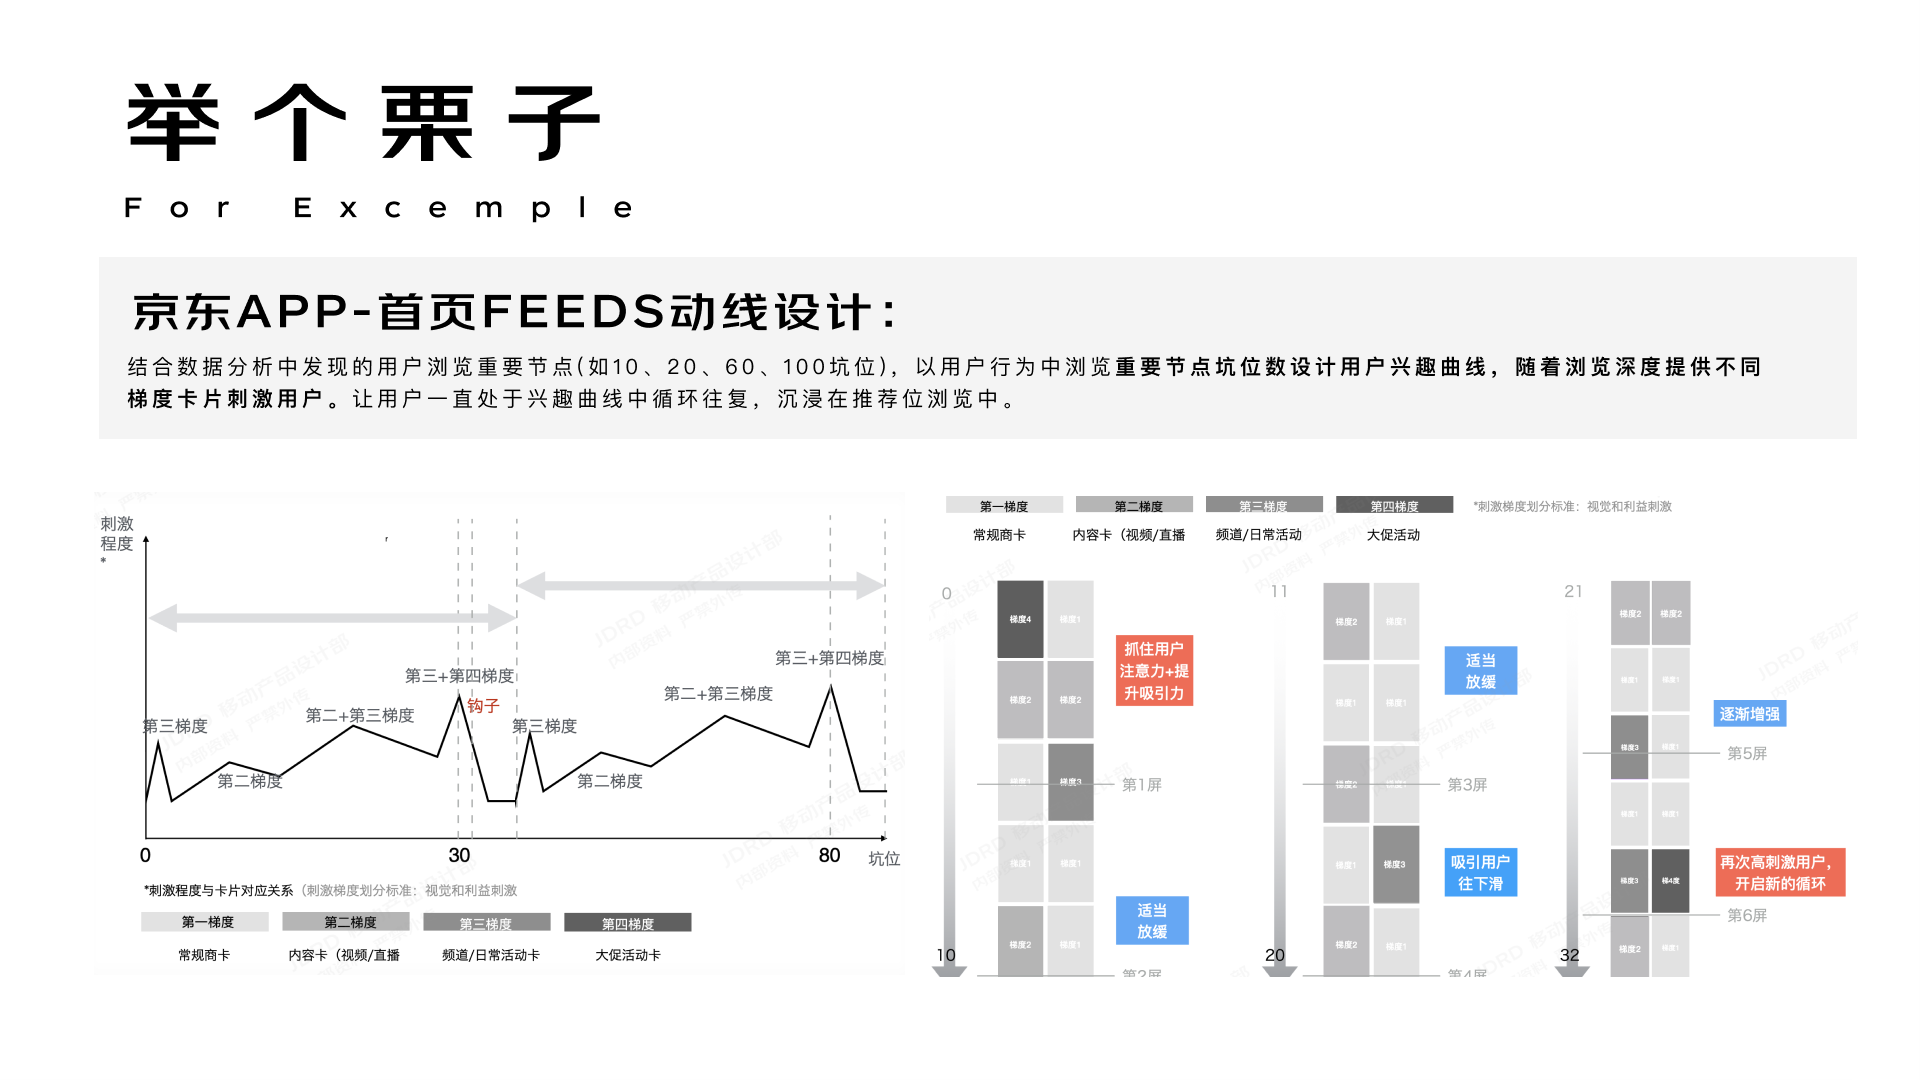 举个栗子
For Excemple
京东APP-首页FEEDS动线设计：
结合数据分析中发现的用户浏览重要节点(如10、20、60、100坑位)，以用户行为中浏览重要节点坑位数设计用户兴趣曲线，随着浏览深度提供不同
梯度卡片刺激用户。让用户一直处于兴趣曲线中循环往复，沉浸在推荐位浏览中。
刺激
程度
*
第三梯度
第二梯度
第二+第三梯度
第三+第四梯度
钩子
第三梯度
第二梯度
第二+第三梯度
第三+第四梯度
0
30
80
坑位
*刺激程度与卡片对应关系（刺激梯度划分标准：视觉和利益刺激
第一梯度
第二梯度
第三梯度
第四梯度
常规商卡
内容卡（视频/直播
频道/日常活动卡
大促活动卡
第一梯度
第二梯度
第三梯度
第四梯度
*刺激梯度划分标准：视觉和利益刺激
常规商卡
内容卡（视频/直播
频道/日常活动
大促活动
0
梯度4
梯度1
梯度2
梯度2
梯度1
梯度3
梯度1
梯度1
梯度2
梯度1
10
抓住用户
注意力+提
升吸引力
第1屏
适当
放缓
第2屏
11
梯度2
梯度1
梯度1
梯度1
梯度2
梯度1
梯度1
梯度3
梯度2
梯度1
20
适当
放缓
第3屏
吸引用户
往下滑
第4屏
21
梯度2
梯度2
梯度1
梯度1
梯度3
梯度1
梯度1
梯度1
梯度3
梯4度
梯度2
梯度1
32
逐渐增强
第5屏
再次高刺激用户，
开启新的循环
第6屏
JDRD 移动产品设计部
内部资料 严禁外传